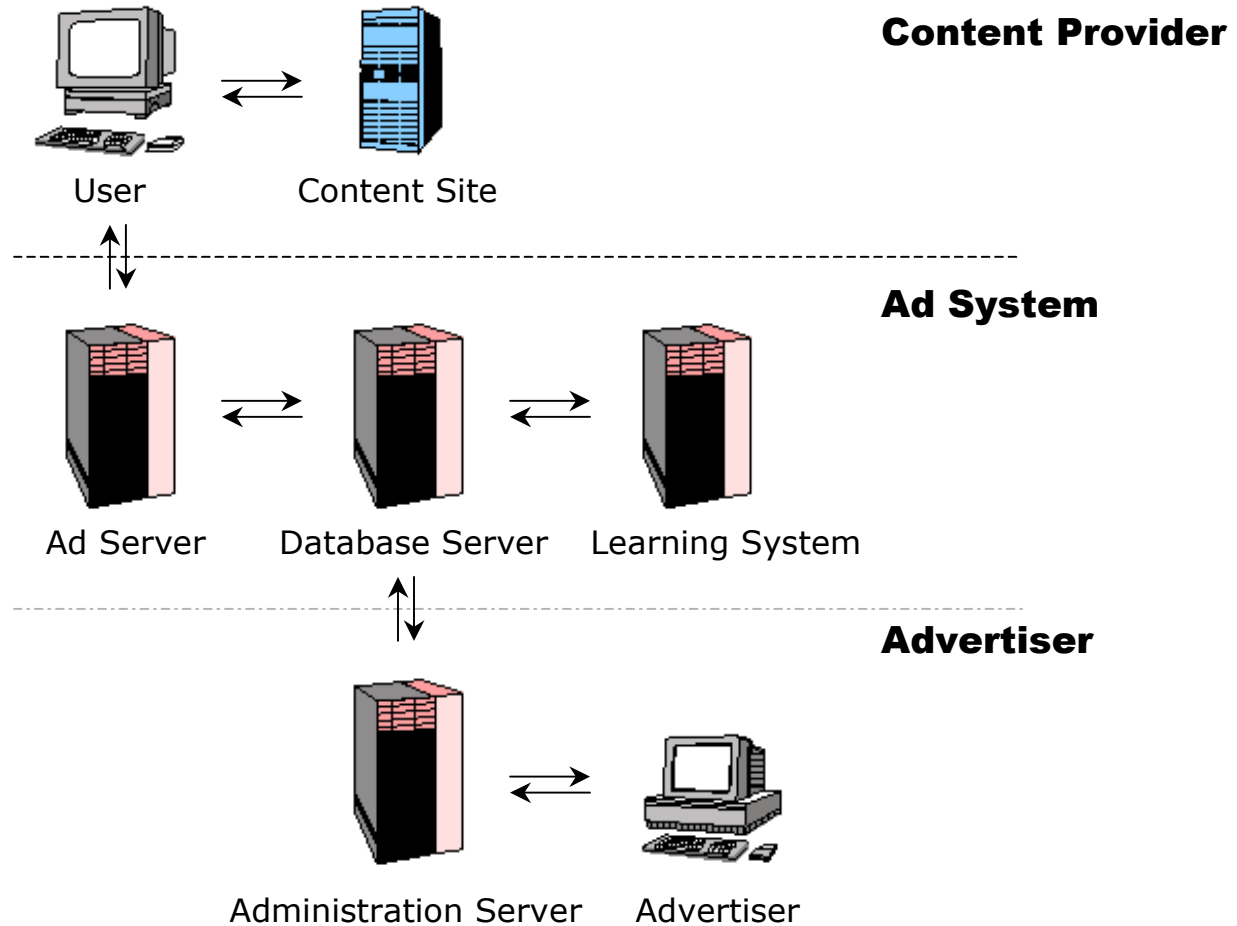 Content Provider
User
Content Site
Ad System
Ad Server
Database Server
Learning System
Advertiser
Administration Server
Advertiser